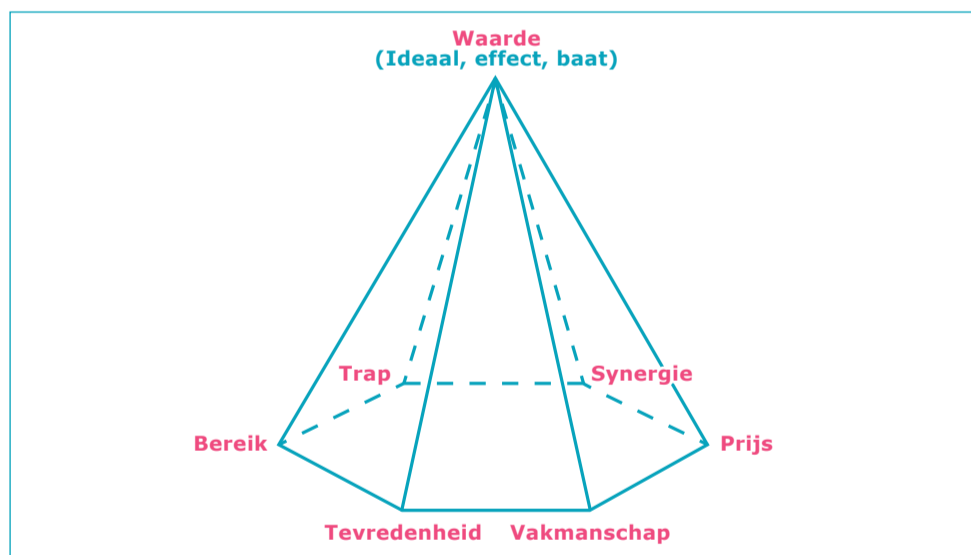 Waarde
(Ideaal, effect, baat)
Trap
Synergie
Bereik
Prijs
Tevredenheid
Vakmanschap